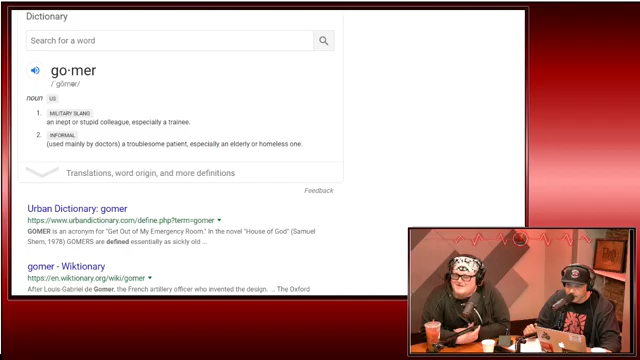 Dictionary
Search for a word
go·mer
/ˈɡōmər/
noun US
1. MILITARY SLANG
an inept or stupid colleague, especially a trainee.
2. INFORMAL
(used mainly by doctors) a troublesome patient, especially an elderly or homeless one.
Translations, word origin, and more definitions
Feedback
Urban Dictionary: gomer
https://www.urbandictionary.com/define.php?term=gomer
GOMER is an acronym for "Get Out of My Emergency Room." In the novel "House of God" (Samuel
Shem, 1978) GOMERS are defined essentially as sickly old ...
gomer - Wiktionary
https://en.wiktionary.org/wiki/gomer
After Louis-Gabriel de Gomer, the French artillery officer who invented the design. ... The Oxford